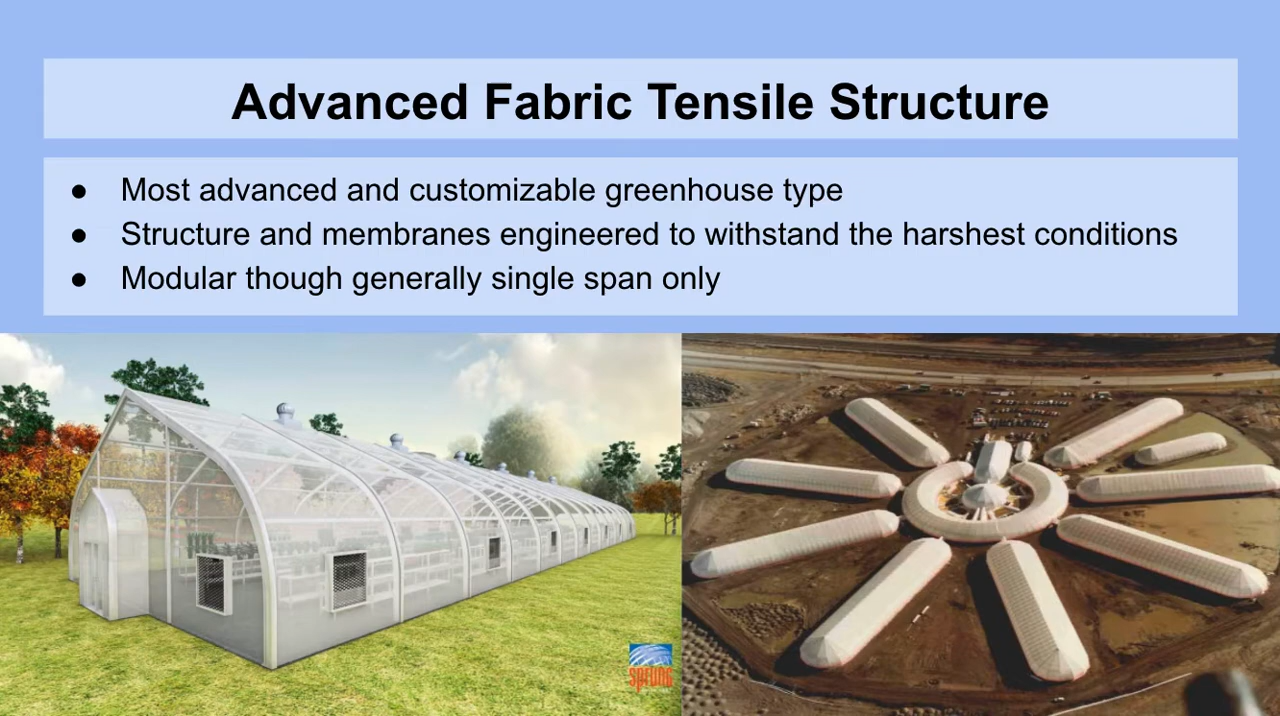 Advanced Fabric Tensile Structure
● Most advanced and customizable greenhouse type
● Structure and membranes engineered to withstand the harshest conditions
● Modular though generally single span only
sprung